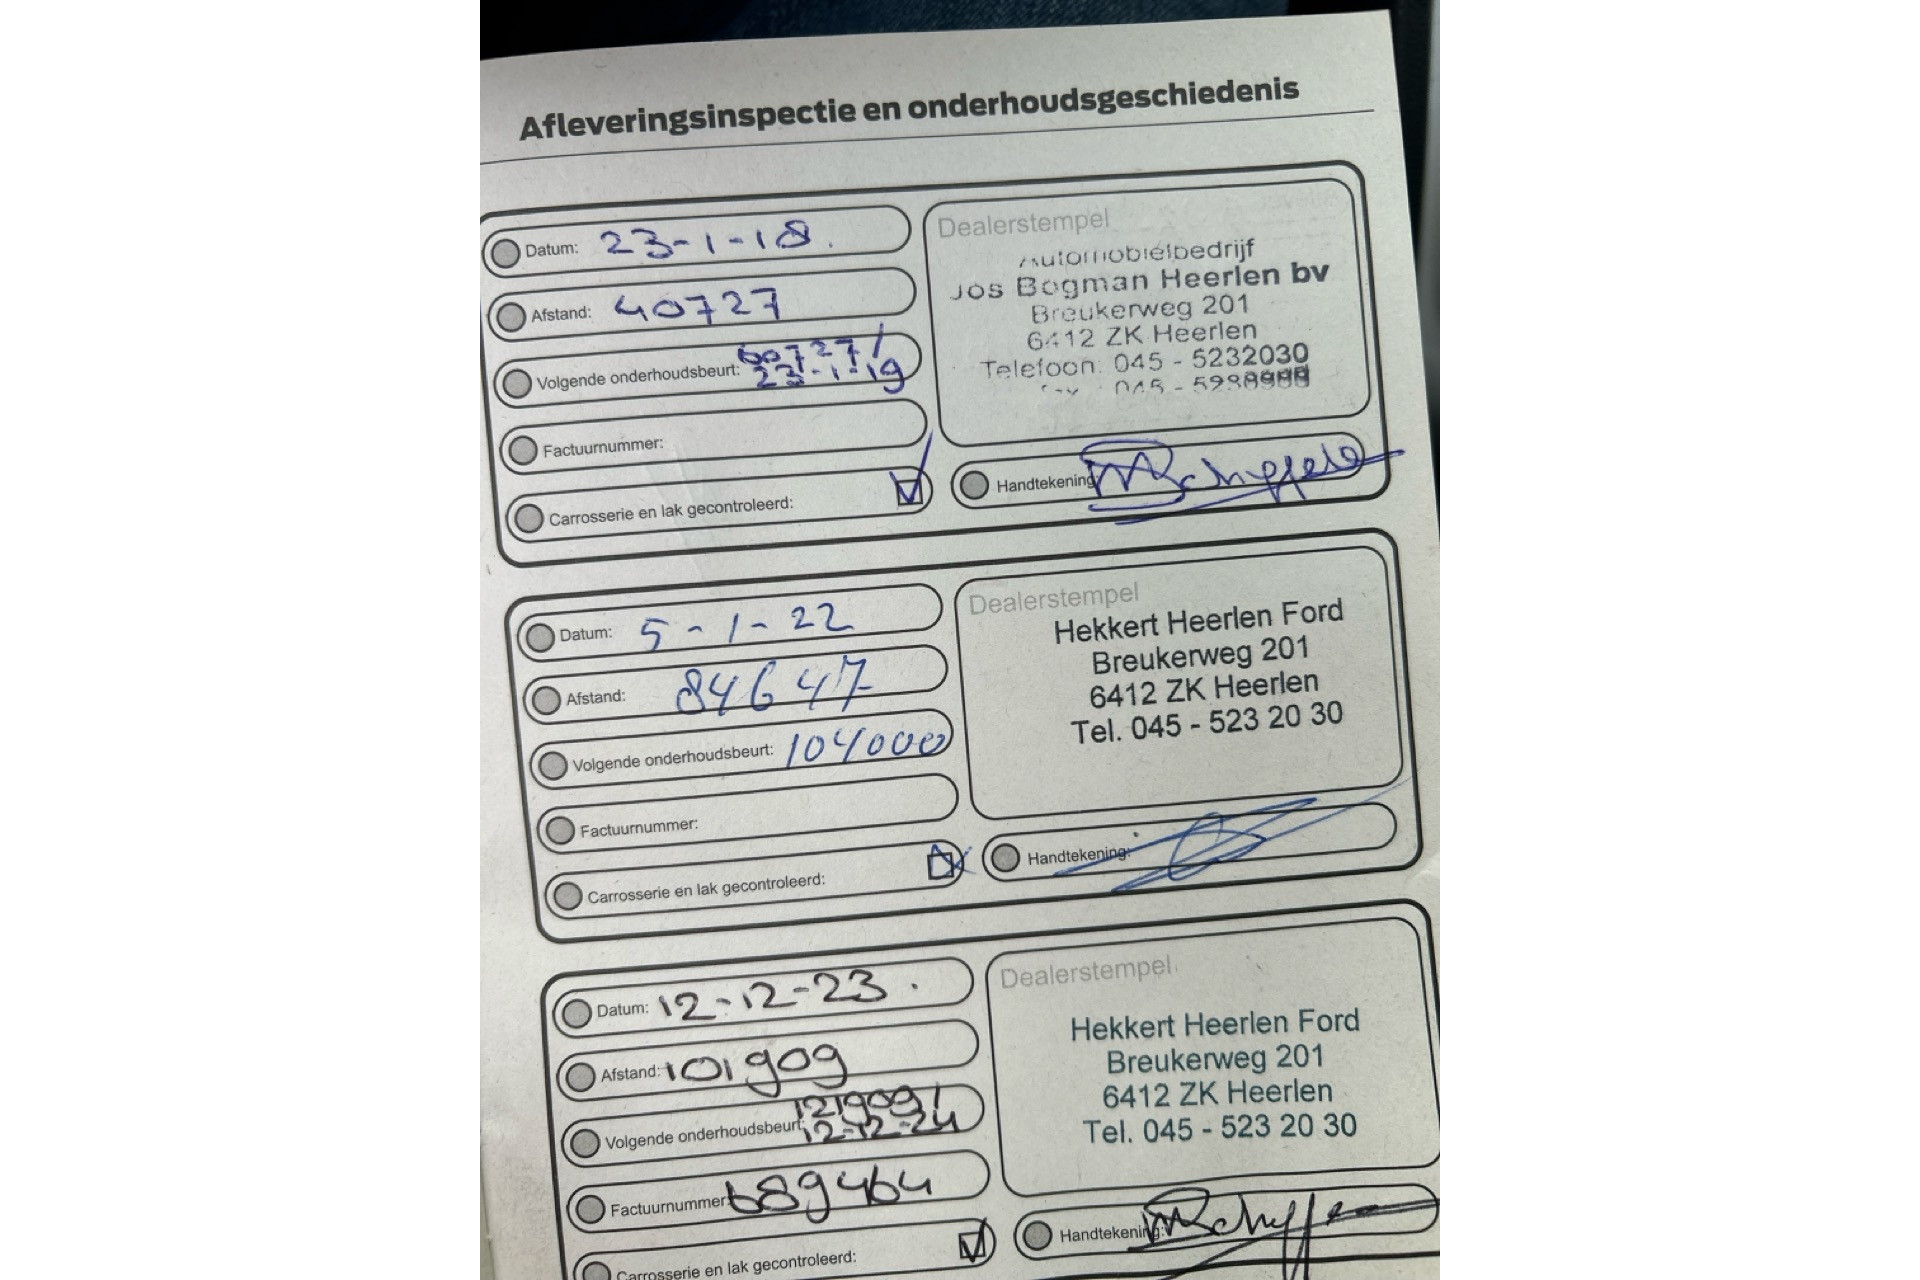 Afleveringsinspectie en onderhoudsgeschiedenis
Datum: 23-1-18.
Afstand: 40727
Volgende onderhoudsbeurt: 60727/
23-1-19
Factuurnummer:
Carrosserie en lak gecontroleerd:
Dealerstempel
Automobielbedrijf
Jos Bogman Heerlen bv
Breukerweg 201
6412 ZK Heerlen
Telefoon: 045 - 5232030
045 -
Handtekening:
Datum: 5-1-22
Afstand: 84647
Volgende onderhoudsbeurt: 104000
Factuurnummer:
Carrosserie en lak gecontroleerd:
Dealerstempel
Hekkert Heerlen Ford
Breukerweg 201
6412 ZK Heerlen
Tel. 045 - 523 20 30
Handtekening:
Datum: 12-12-23.
Afstand: 101909
Volgende onderhoudsbeurt: 121909/
12-12-24
Factuurnummer: 689464
Carrosserie en lak gecontroleerd:
Dealerstempel
Hekkert Heerlen Ford
Breukerweg 201
6412 ZK Heerlen
Tel. 045 - 523 20 30
Handtekening: